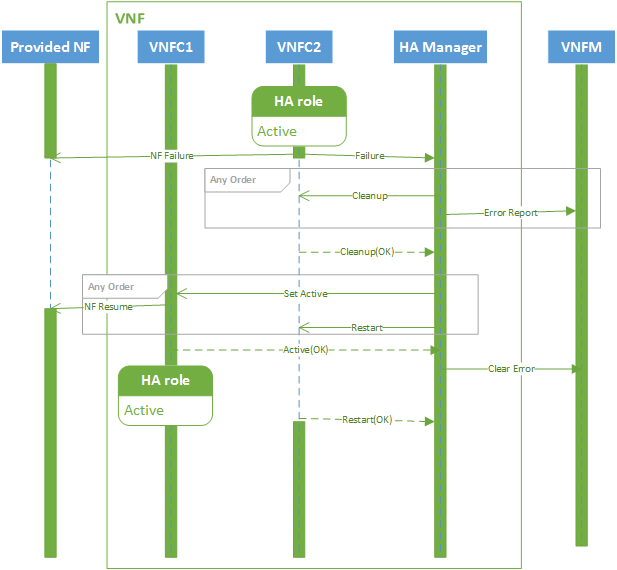 VNF
Provided NF
VNFC1
VNFC2
HA Manager
VNFM
HA role
Active
NF Failure
Failure
Any Order
Cleanup
Error Report
Cleanup(OK)
Any Order
Set Active
NF Resume
Restart
Active(OK)
Clear Error
HA role
Active
Restart(OK)